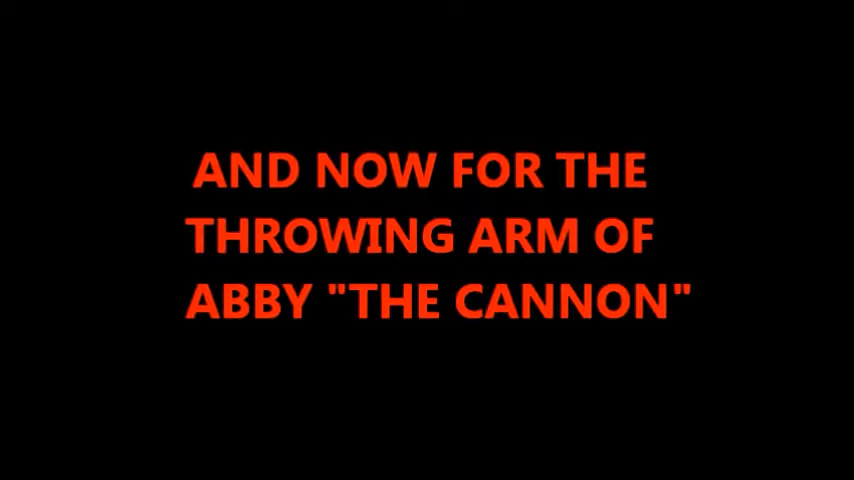 AND NOW FOR THE
THROWING ARM OF
ABBY "THE CANNON"